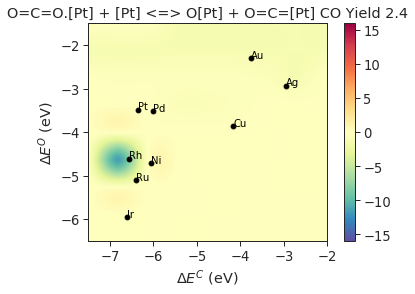 O=C=O.[Pt] + [Pt] <=> O[Pt] + O=C=[Pt] CO Yield 2.4
ΔE^O (eV)
−2
−3
−4
−5
−6
Au
Ag
Pt
Pd
Cu
Rh
Ni
Ru
Ir
−7
−6
−5
−4
−3
−2
ΔE^C (eV)
15
10
5
0
−5
−10
−15